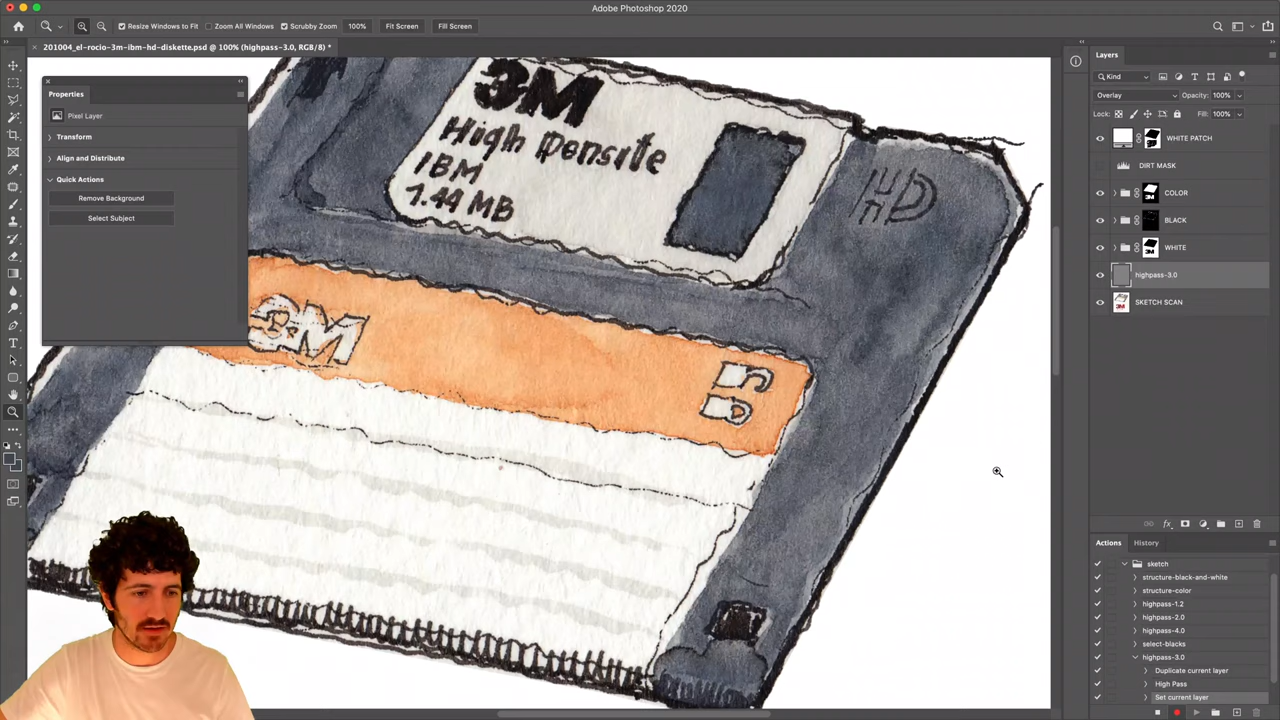 Adobe Photoshop 2020
Resize Windows to Fit
Zoom All Windows
Scrubby Zoom
100%
Fit Screen
Fill Screen
201004_el-rocio-3m-ibm-hd-diskette.psd @ 100% (highpass-3.0, RGB/8) *
Properties
Pixel Layer
Transform
Align and Distribute
Quick Actions
Remove Background
Select Subject
3M
High Density
IBM
1.44 MB
HD
3M
Layers
Kind
Overlay
Opacity: 100%
Lock:
Fill: 100%
WHITE PATCH
DIRT MASK
COLOR
BLACK
WHITE
highpass-3.0
SKETCH SCAN
Actions
History
sketch
structure-black-and-white
structure-color
highpass-1.2
highpass-2.0
highpass-4.0
select-blacks
highpass-3.0
Duplicate current layer
High Pass
Set current layer